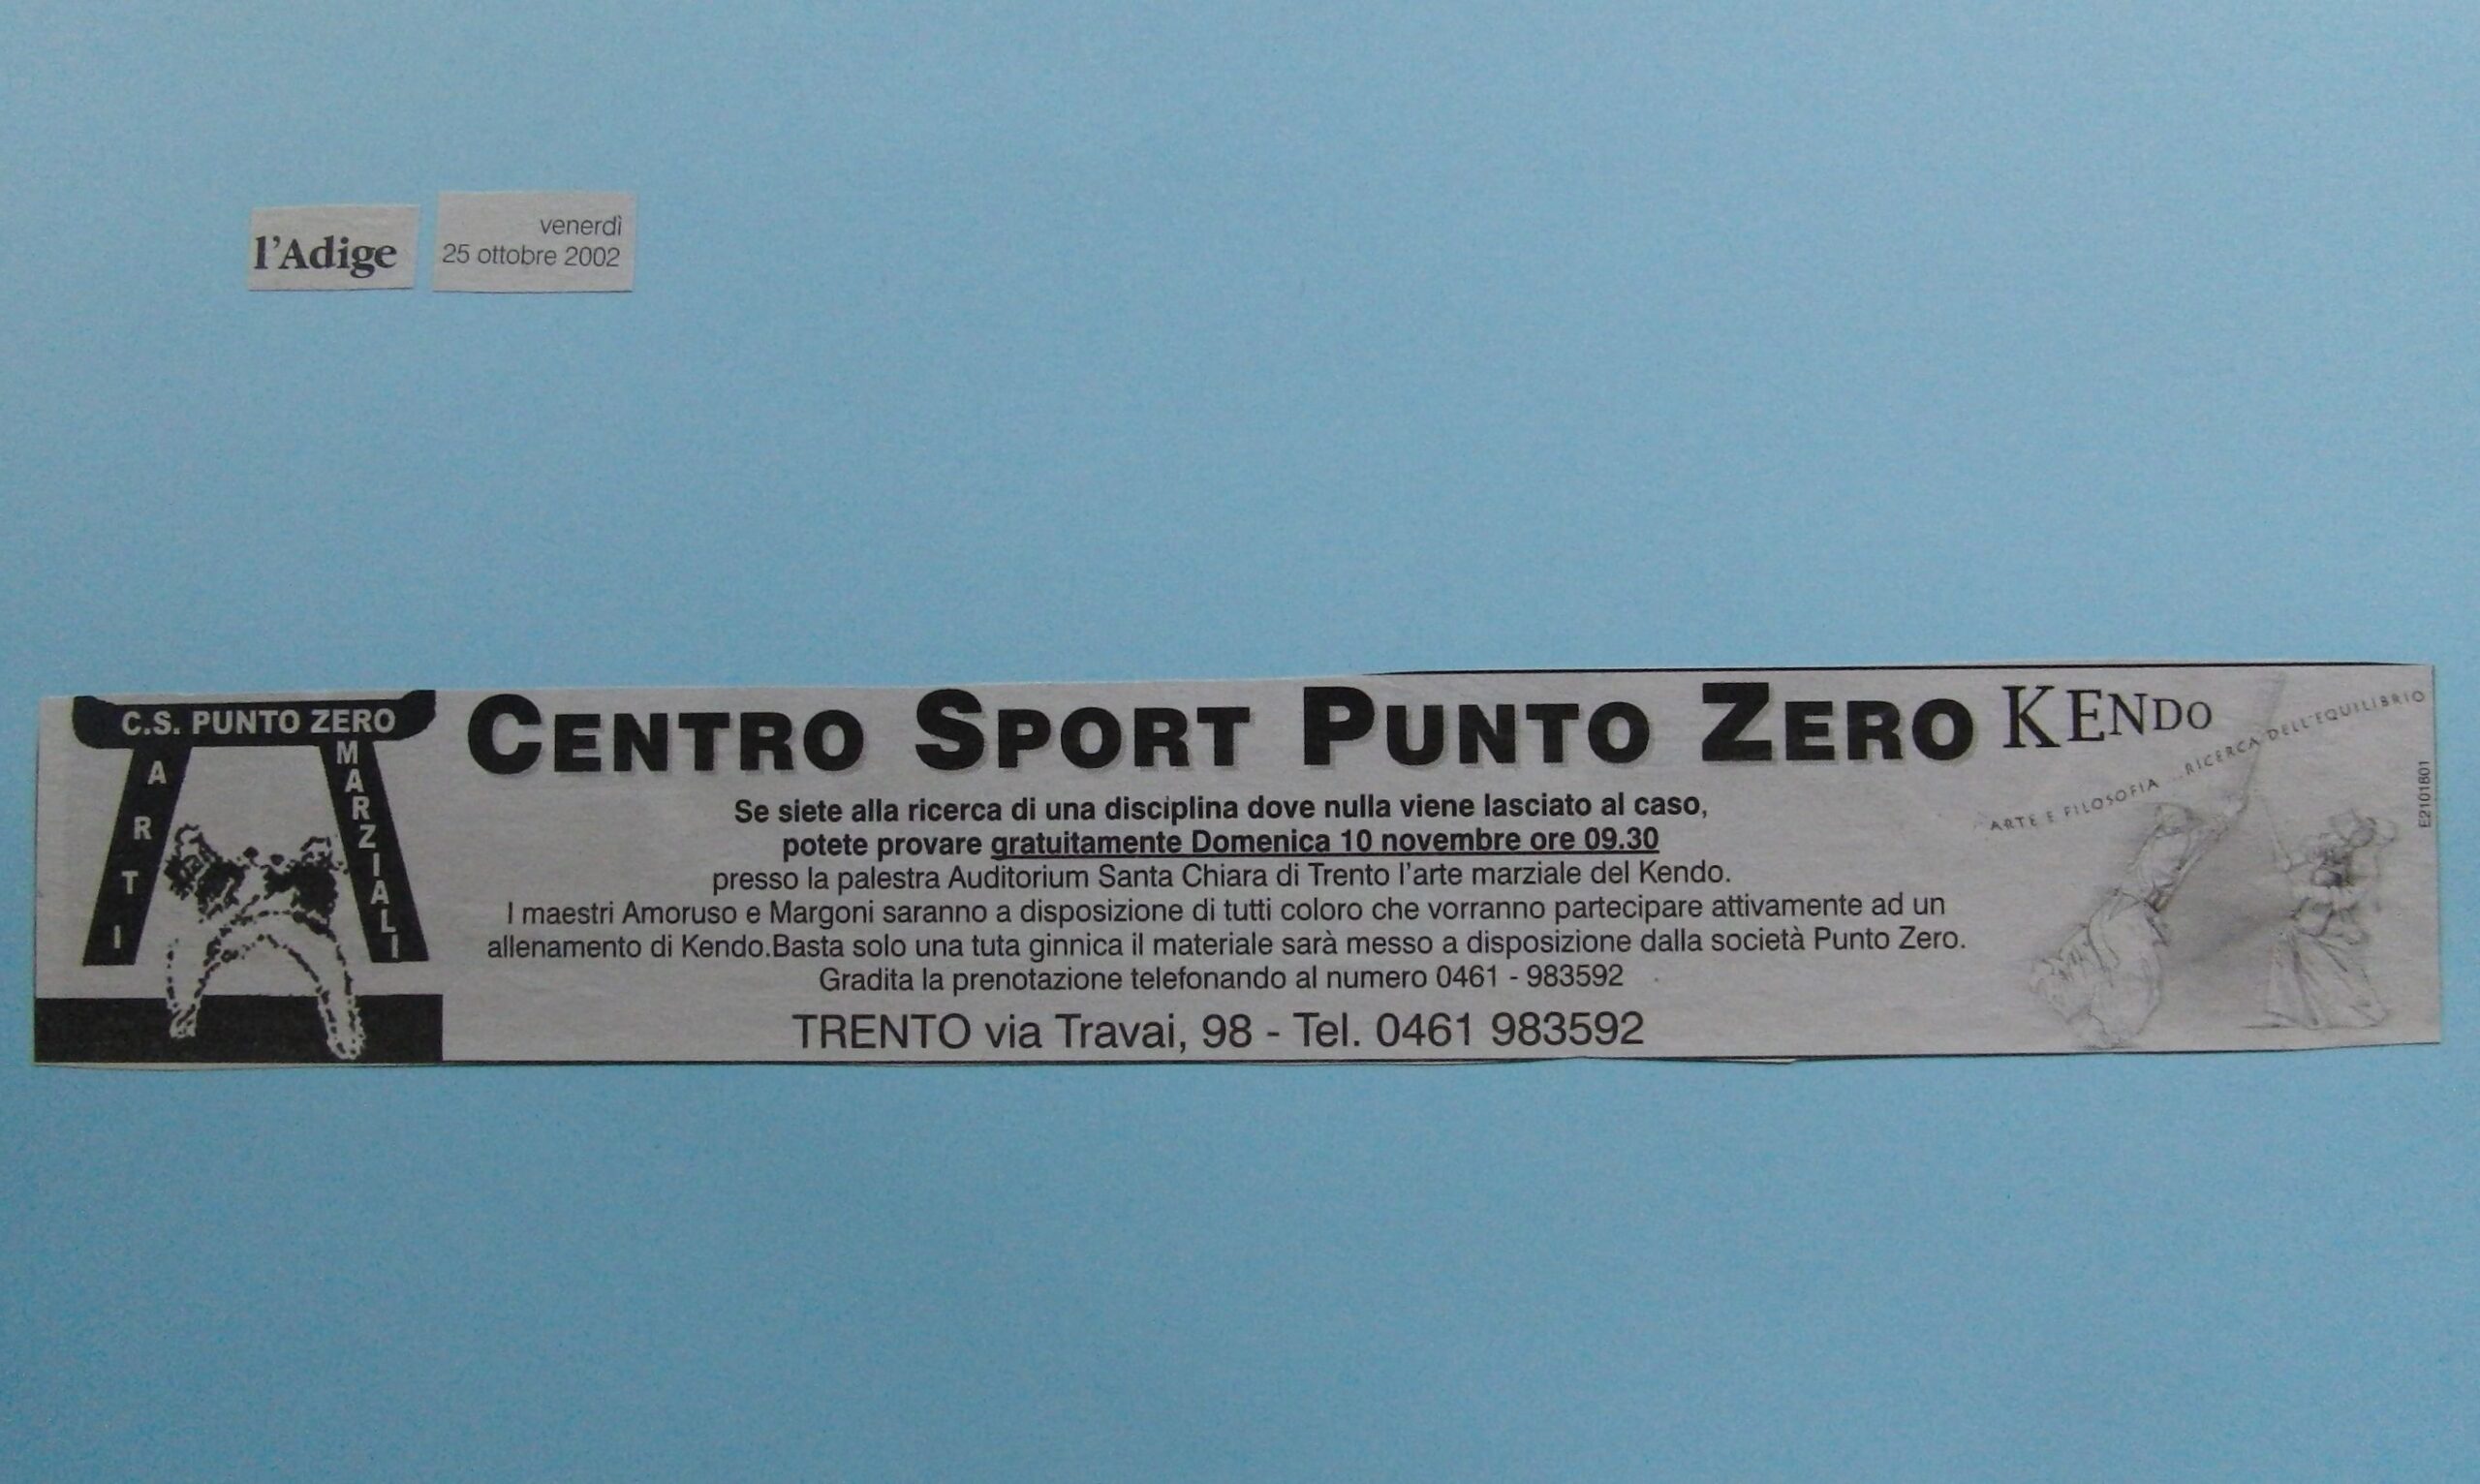 l'Adige
venerdì
25 ottobre 2002
C.S. PUNTO ZERO
ARTI
MARZIALI
CENTRO SPORT PUNTO ZERO
KENDO
ARTE E FILOSOFIA ...RICERCA DELL'EQUILIBRIO
Se siete alla ricerca di una disciplina dove nulla viene lasciato al caso,
potete provare gratuitamente Domenica 10 novembre ore 09.30
presso la palestra Auditorium Santa Chiara di Trento l'arte marziale del Kendo.
I maestri Amoruso e Margoni saranno a disposizione di tutti coloro che vorranno partecipare attivamente ad un
allenamento di Kendo.Basta solo una tuta ginnica il materiale sarà messo a disposizione dalla società Punto Zero.
Gradita la prenotazione telefonando al numero 0461 - 983592
TRENTO via Travai, 98 - Tel. 0461 983592
E2101801